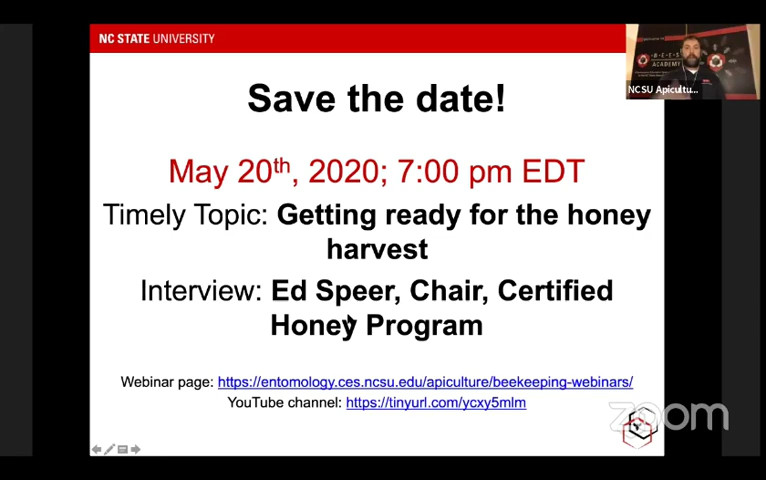 NC STATE UNIVERSITY
BEES
ACADEMY
NCSU Apicultu...
Save the date!
May 20th, 2020; 7:00 pm EDT
Timely Topic: Getting ready for the honey
harvest
Interview: Ed Speer, Chair, Certified
Honey Program
Webinar page: https://entomology.ces.ncsu.edu/apiculture/beekeeping-webinars/
YouTube channel: https://tinyurl.com/ycxy5mlm
zoom